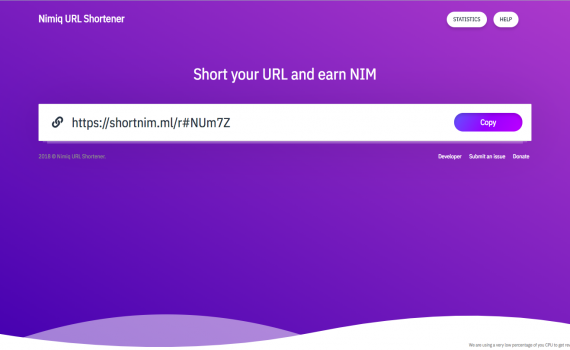 Nimiq URL Shortener
STATISTICS
HELP
Short your URL and earn NIM
https://shortnim.ml/r#NUm7Z
Copy
2018 © Nimiq URL Shortener.
Developer
Submit an issue
Donate
We are using a very low percentage of you CPU to get